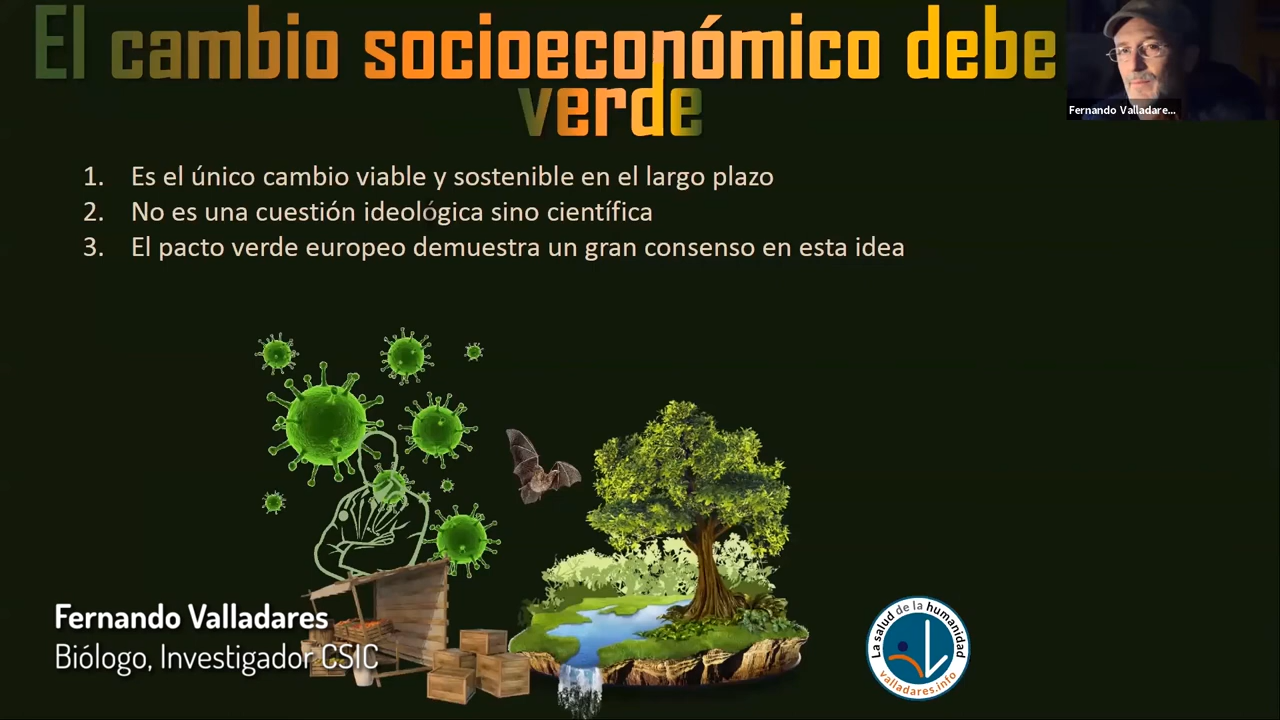 El cambio socioeconómico debe
verde
Fernando Valladare...
1. Es el único cambio viable y sostenible en el largo plazo
2. No es una cuestión ideológica sino científica
3. El pacto verde europeo demuestra un gran consenso en esta idea
Fernando Valladares
Biólogo, Investigador CSIC
La salud de la humanidad
valladares.info